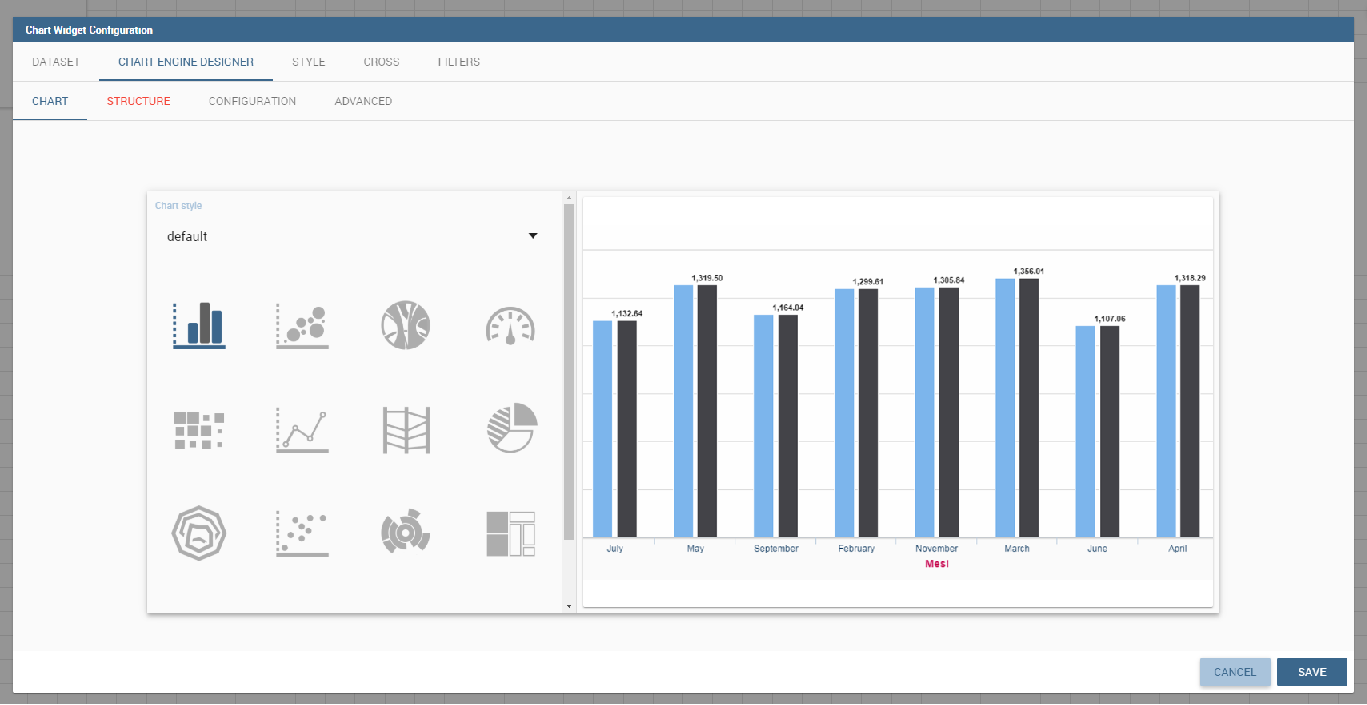 Chart Widget Configuration
DATASET CHART ENGINE DESIGNER STYLE CROSS FILTERS
CHART STRUCTURE CONFIGURATION ADVANCED
Chart style
default
1,132.64 1,319.50 1,164.04 1,299.61 1,305.64 1,356.01 1,107.06 1,318.29
July May September February November March June April
Mesi
CANCEL SAVE